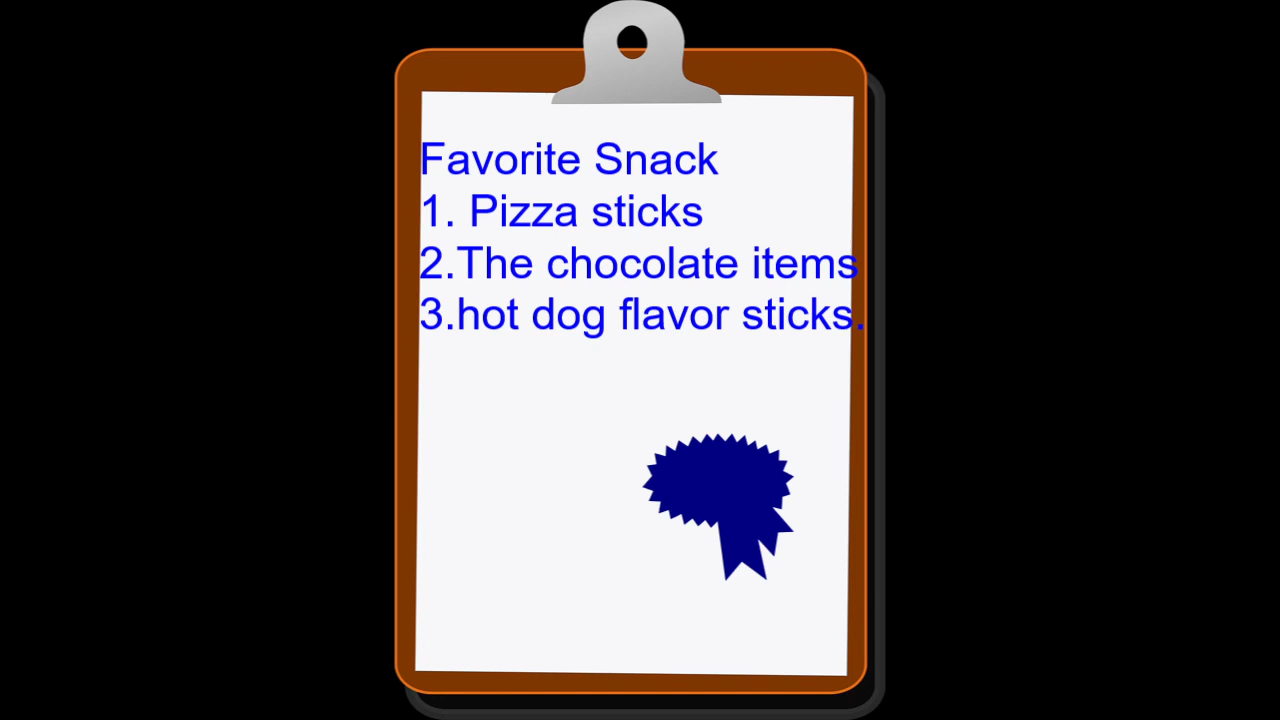 Favorite Snack
1. Pizza sticks
2.The chocolate items
3.hot dog flavor sticks.